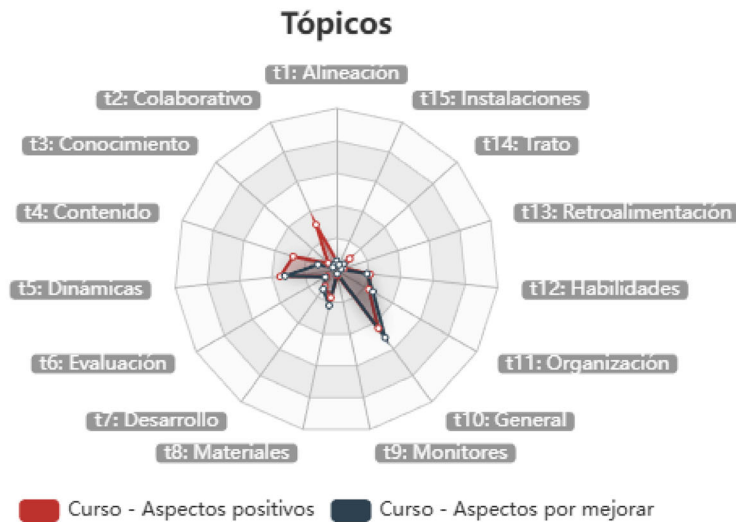 Tópicos
t1: Alineación
t2: Colaborativo
t15: Instalaciones
t3: Conocimiento
t14: Trato
t4: Contenido
t13: Retroalimentación
t5: Dinámicas
t12: Habilidades
t6: Evaluación
t11: Organización
t7: Desarrollo
t10: General
t8: Materiales
t9: Monitores
Curso - Aspectos positivos
Curso - Aspectos por mejorar